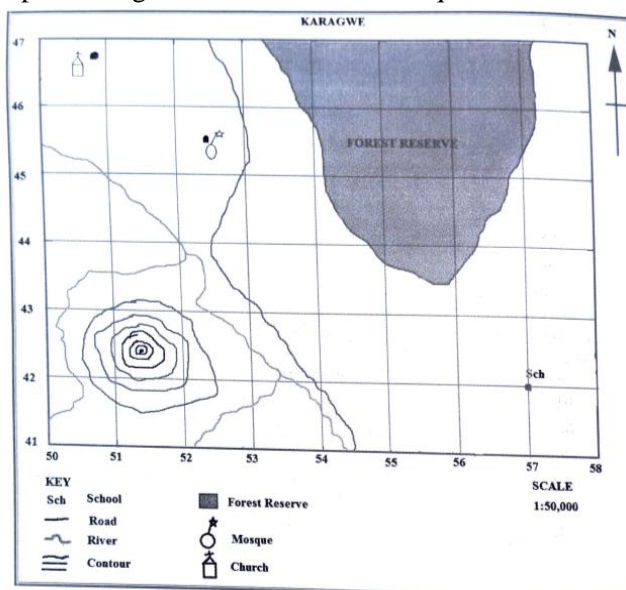 KARAGWE
N
47
46
45
44
43
42
41
FOREST RESERVE
Sch
50 51 52 53 54 55 56 57 58
KEY
Sch School
Road
River
Contour
Forest Reserve
Mosque
Church
SCALE
1:50,000